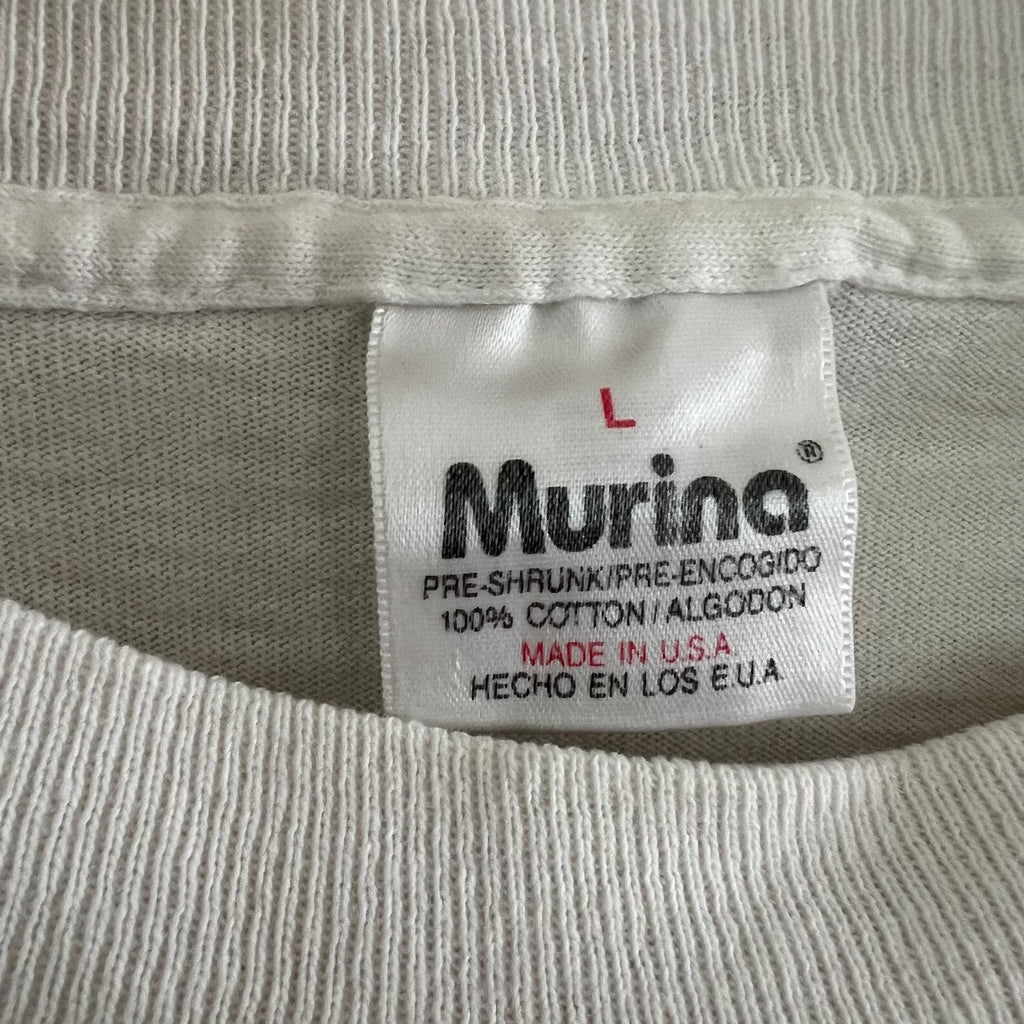 L
Murina®
PRE-SHRUNK/PRE-ENCOGIDO
100% COTTON/ALGODON
MADE IN U.S.A
HECHO EN LOS E.U.A